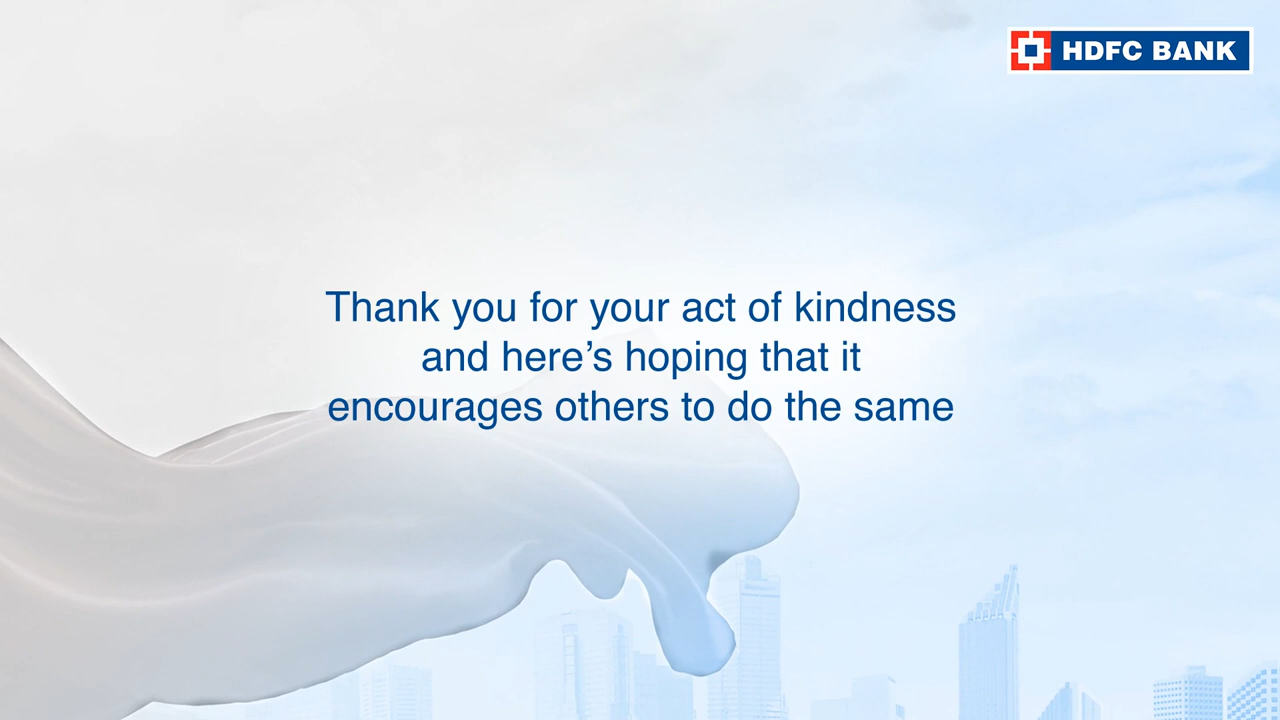 HDFC BANK
Thank you for your act of kindness
and here’s hoping that it
encourages others to do the same